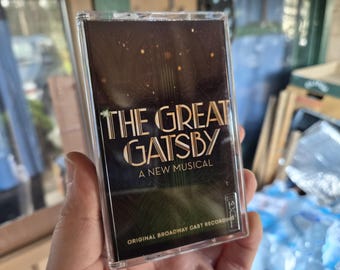 THE GREAT
GATSBY
A NEW MUSICAL
ORIGINAL BROADWAY CAST RECORDING